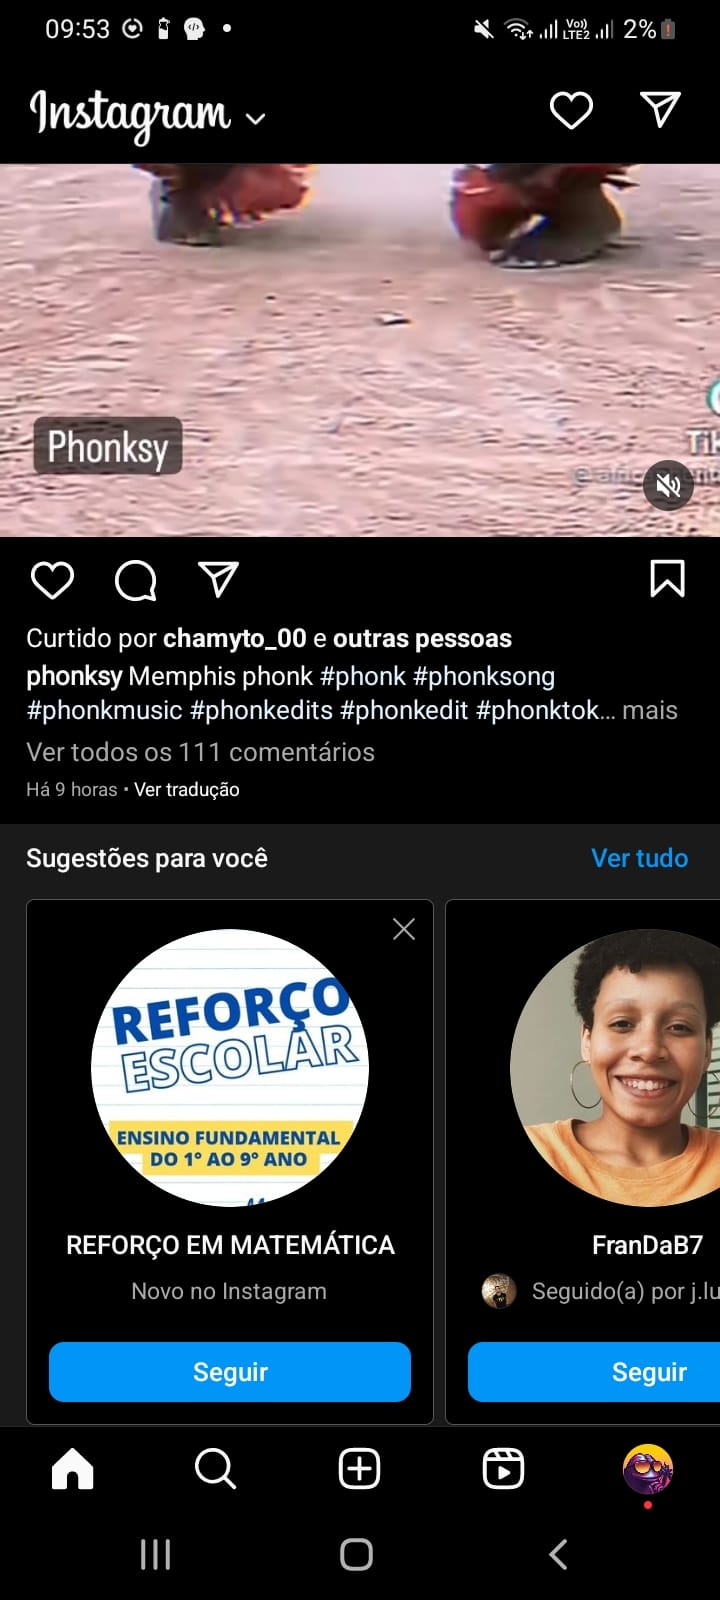 09:53
Vo))
LTE2
2%
Instagram
Phonksy
Curtido por chamyto_00 e outras pessoas
phonksy Memphis phonk #phonk #phonksong
#phonkmusic #phonkedits #phonkedit #phonktok... mais
Ver todos os 111 comentários
Há 9 horas • Ver tradução
Sugestões para você
Ver tudo
REFORÇO
ESCOLAR
ENSINO FUNDAMENTAL
DO 1° AO 9° ANO
REFORÇO EM MATEMÁTICA
Novo no Instagram
Seguir
FranDaB7
Seguido(a) por j.lu
Seguir